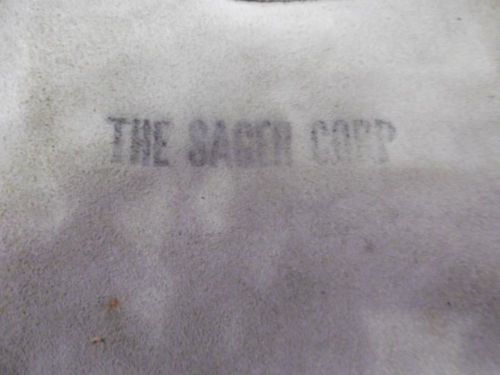 THE SAGER CORP